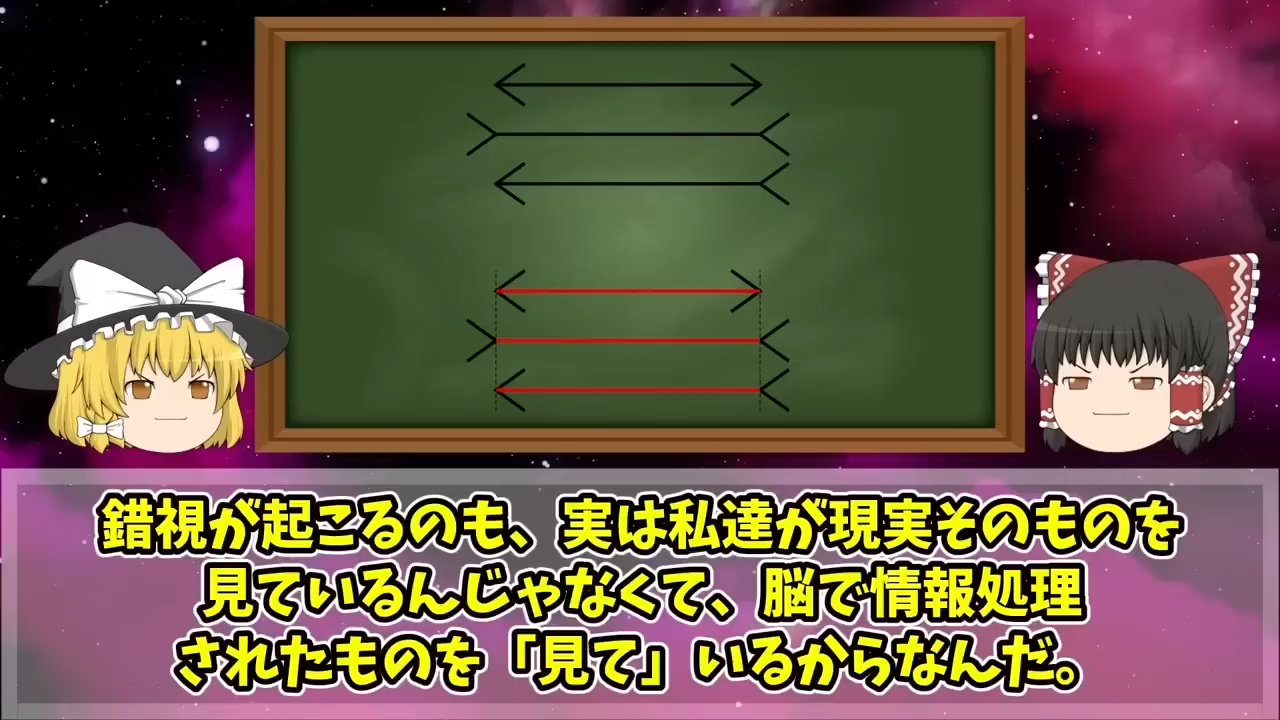 錯視が起こるのも、実は私達が現実そのものを
見ているんじゃなくて、脳で情報処理
されたものを「見て」いるからなんだ。